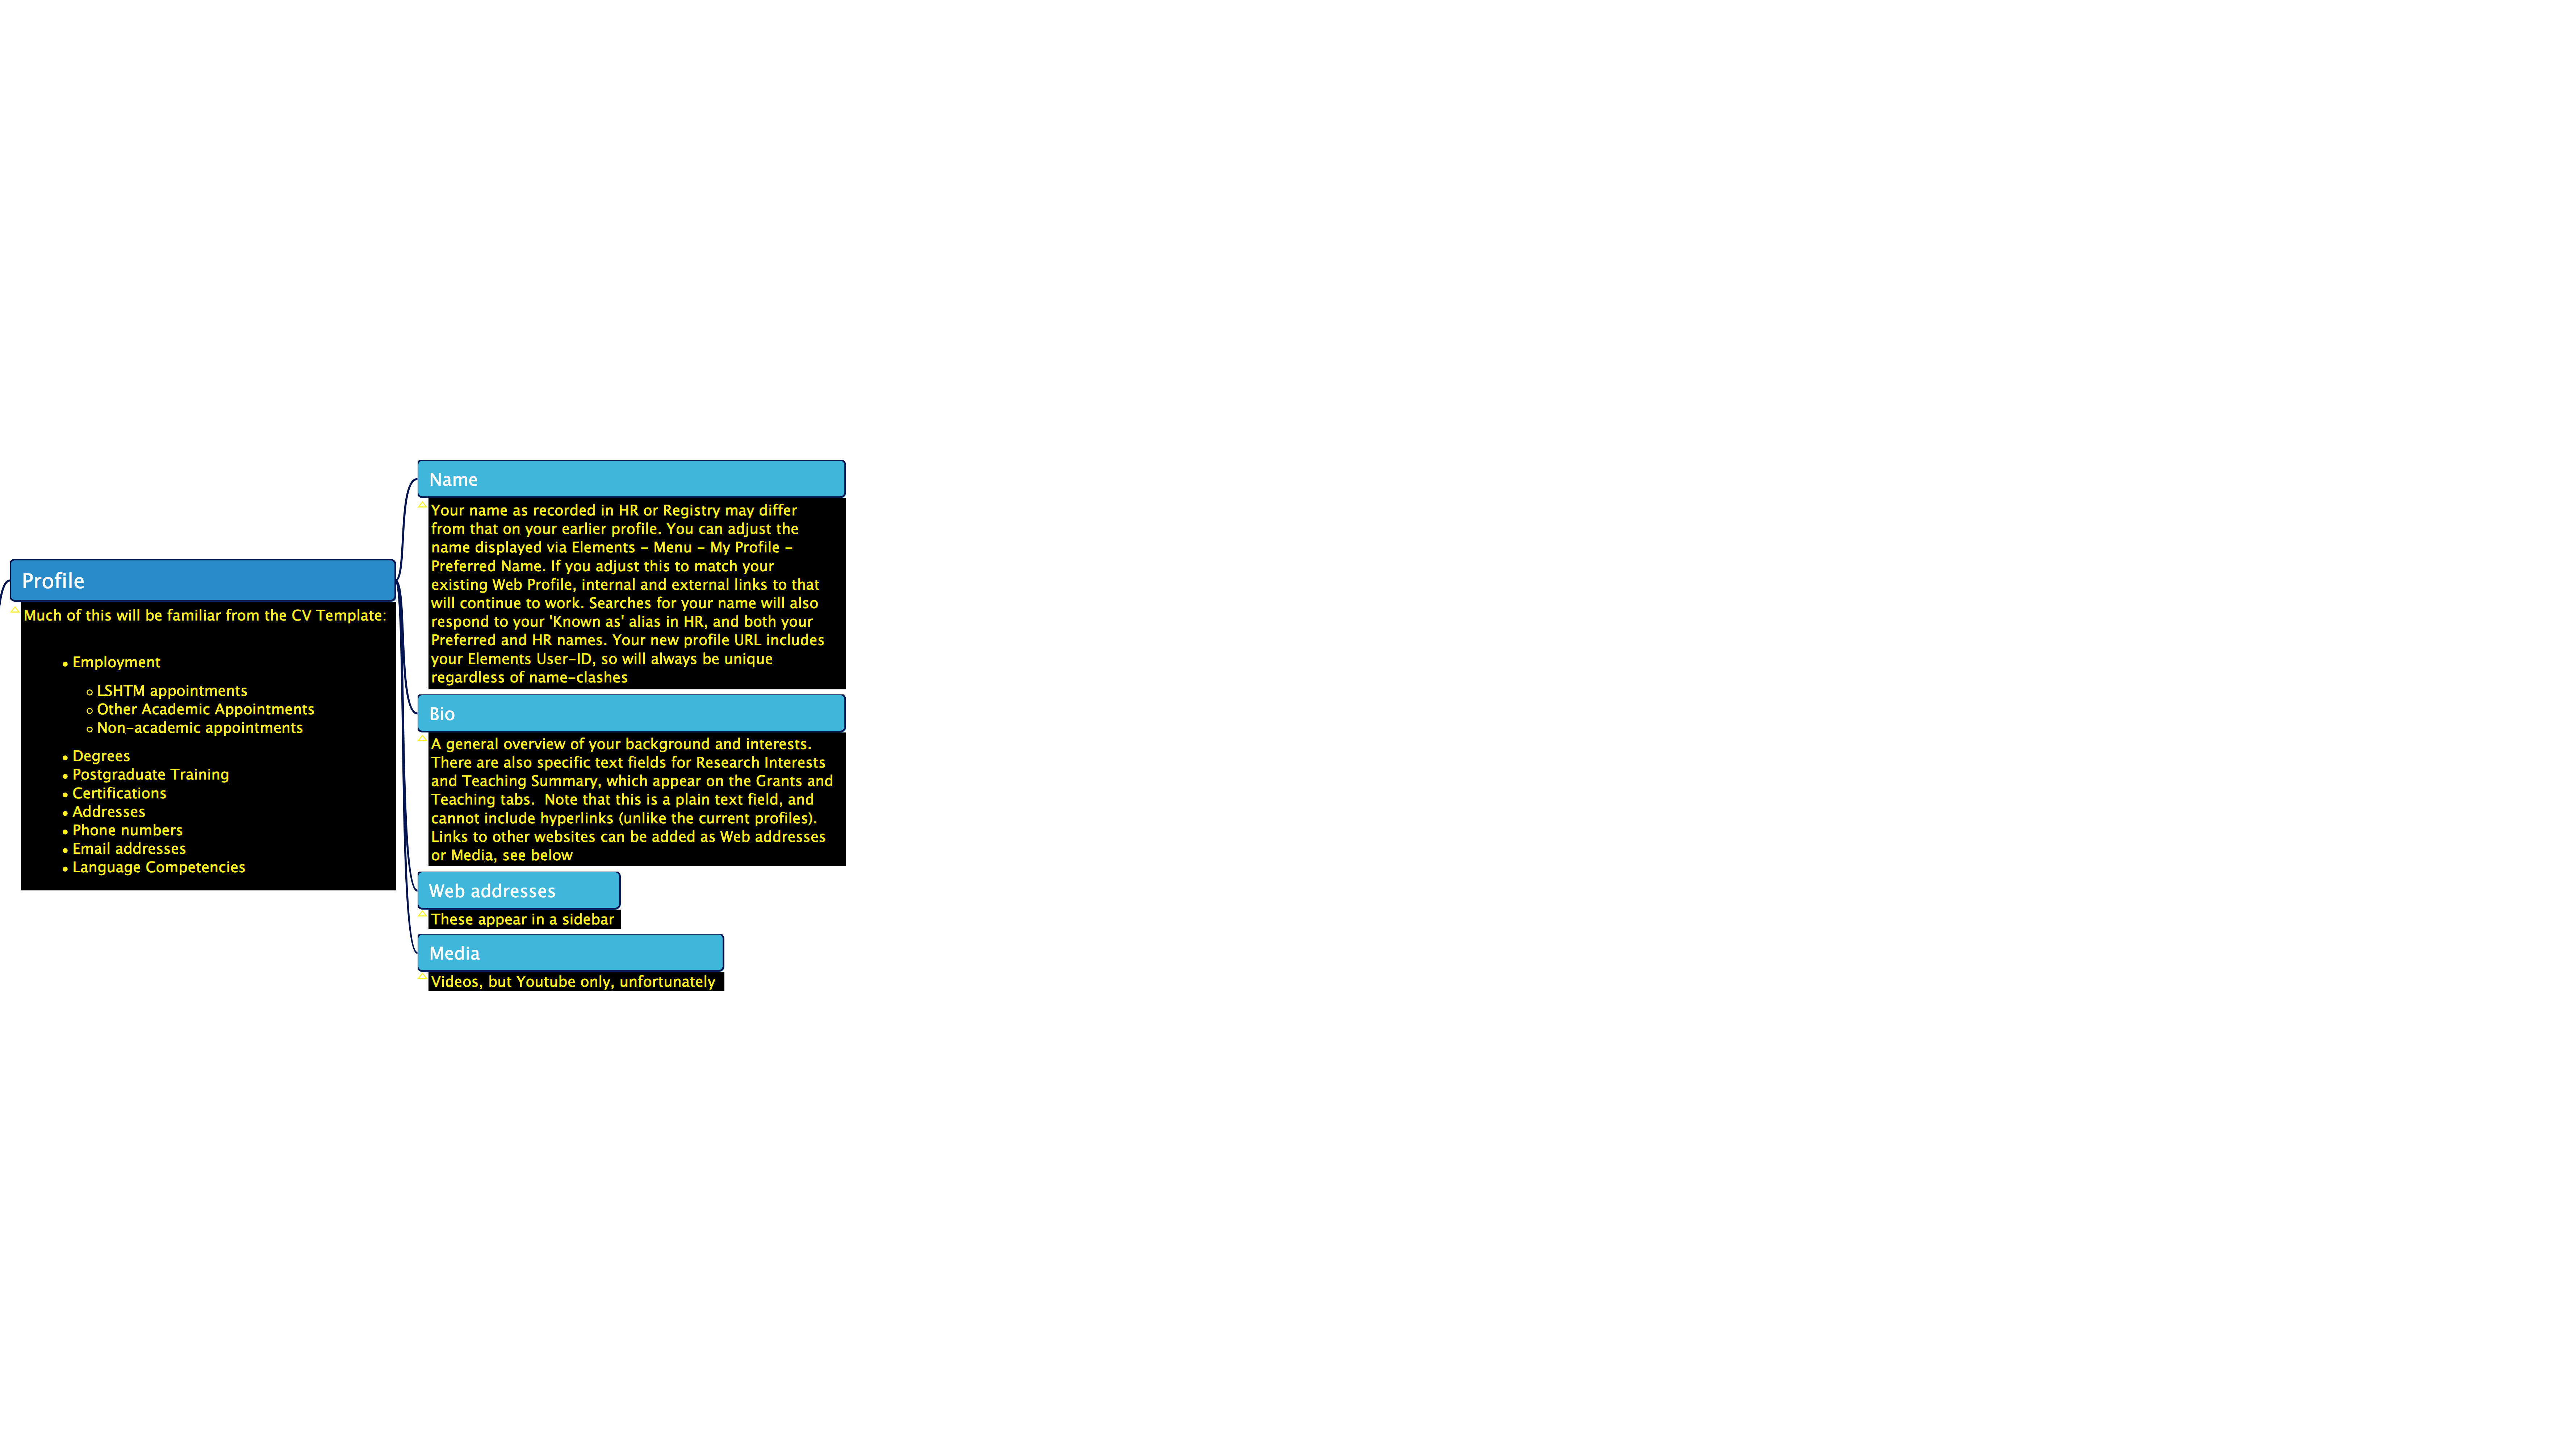 Profile
Much of this will be familiar from the CV Template:
• Employment
◦ LSHTM appointments
◦ Other Academic Appointments
◦ Non-academic appointments
• Degrees
• Postgraduate Training
• Certifications
• Addresses
• Phone numbers
• Email addresses
• Language Competencies
Name
Your name as recorded in HR or Registry may differ
from that on your earlier profile. You can adjust the
name displayed via Elements - Menu - My Profile -
Preferred Name. If you adjust this to match your
existing Web Profile, internal and external links to that
will continue to work. Searches for your name will also
respond to your 'Known as' alias in HR, and both your
Preferred and HR names. Your new profile URL includes
your Elements User-ID, so will always be unique
regardless of name-clashes
Bio
A general overview of your background and interests.
There are also specific text fields for Research Interests
and Teaching Summary, which appear on the Grants and
Teaching tabs.  Note that this is a plain text field, and
cannot include hyperlinks (unlike the current profiles).
Links to other websites can be added as Web addresses
or Media, see below
Web addresses
These appear in a sidebar
Media
Videos, but Youtube only, unfortunately